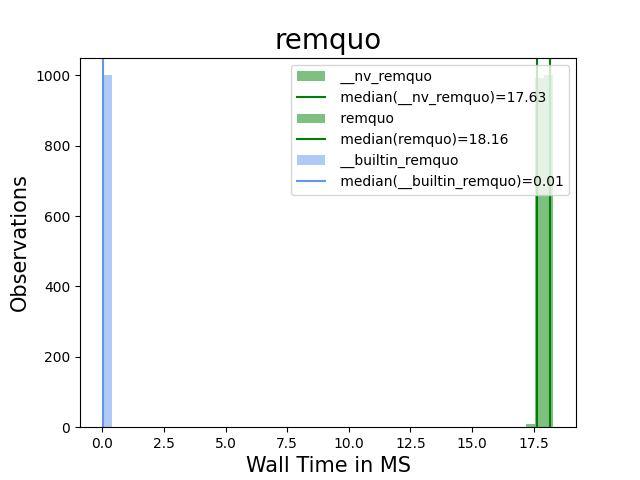 remquo
1000
800
600
400
200
0
Observations
__nv_remquo
median(__nv_remquo)=17.63
remquo
median(remquo)=18.16
__builtin_remquo
median(__builtin_remquo)=0.01
0.0 2.5 5.0 7.5 10.0 12.5 15.0 17.5
Wall Time in MS